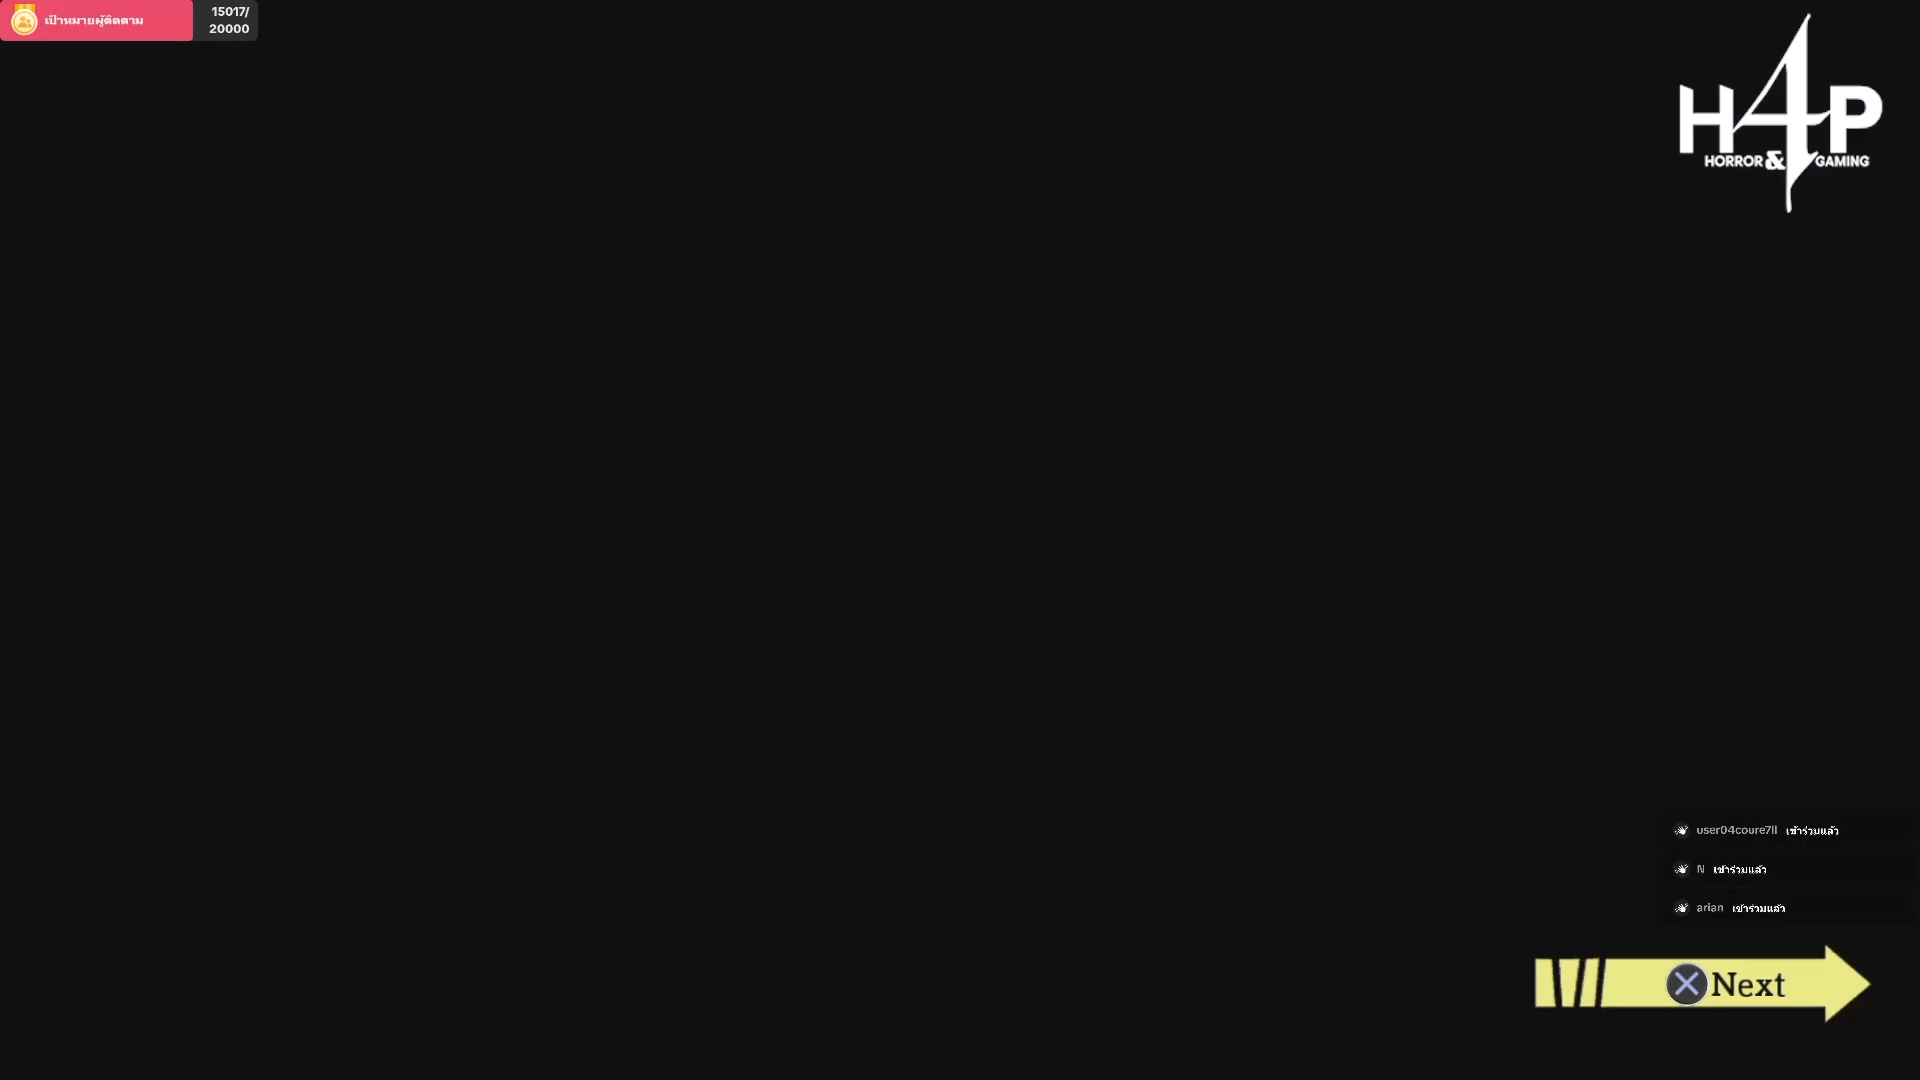 เป้าหมายผู้ติดตาม
15017/
20000
H4P
HORROR & GAMING
user04coure7ll เข้าร่วมแล้ว
N เข้าร่วมแล้ว
arian เข้าร่วมแล้ว
Next